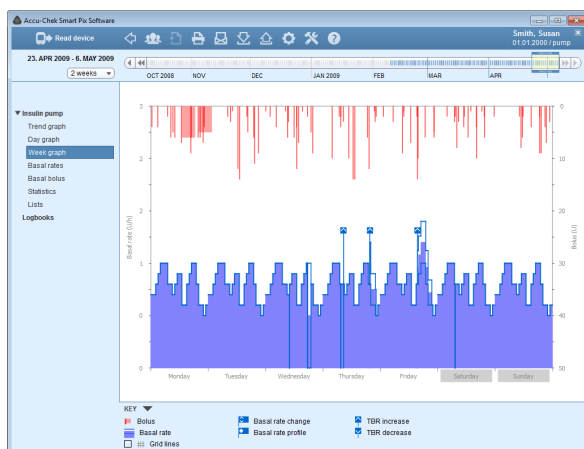 Accu-Chek Smart Pix Software
Read device
Smith, Susan
01.01.2000 / pump
23. APR 2009 - 6. MAY 2009
2 weeks
OCT 2008 NOV DEC JAN 2009 FEB MAR APR
Insulin pump
Trend graph
Day graph
Week graph
Basal rates
Basal bolus
Statistics
Lists
Logbooks
Basal rate (U/h)
3
2
2
1
0
0
Bolus (U)
0
10
20
30
40
50
Monday Tuesday Wednesday Thursday Friday Saturday Sunday
KEY
Bolus Basal rate change TBR increase
Basal rate Basal rate profile TBR decrease
Grid lines